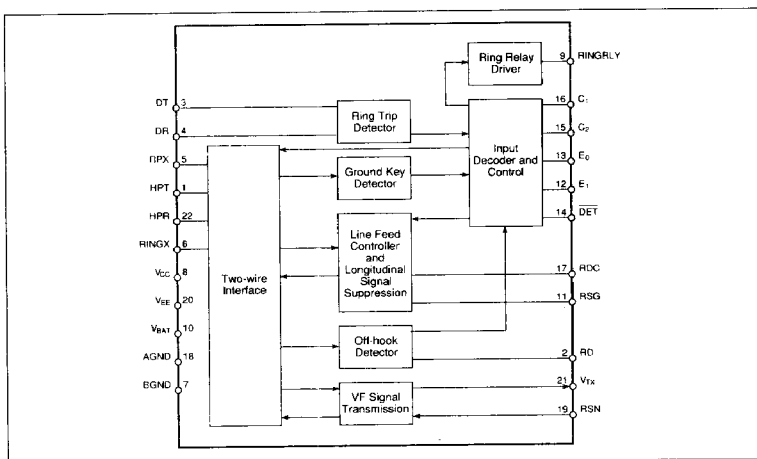 Ring Relay
Driver
9 RINGRLY
DT 3
DR 4
5
HPT 1
HPR 22
RINGX 6
VCC 8
VEE 20
VBAT 10
AGND 18
BGND 7
Two-wire
Interface
Ring Trip
Detector
Ground Key
Detector
Line Feed
Controller
and
Longitudinal
Signal
Suppression
Off-hook
Detector
VF Signal
Transmission
Input
Decoder and
Control
16 C1
15 C2
13 E0
12 E1
14 DET
17 RDC
11 RSG
2 RD
21 VTX
19 RSN